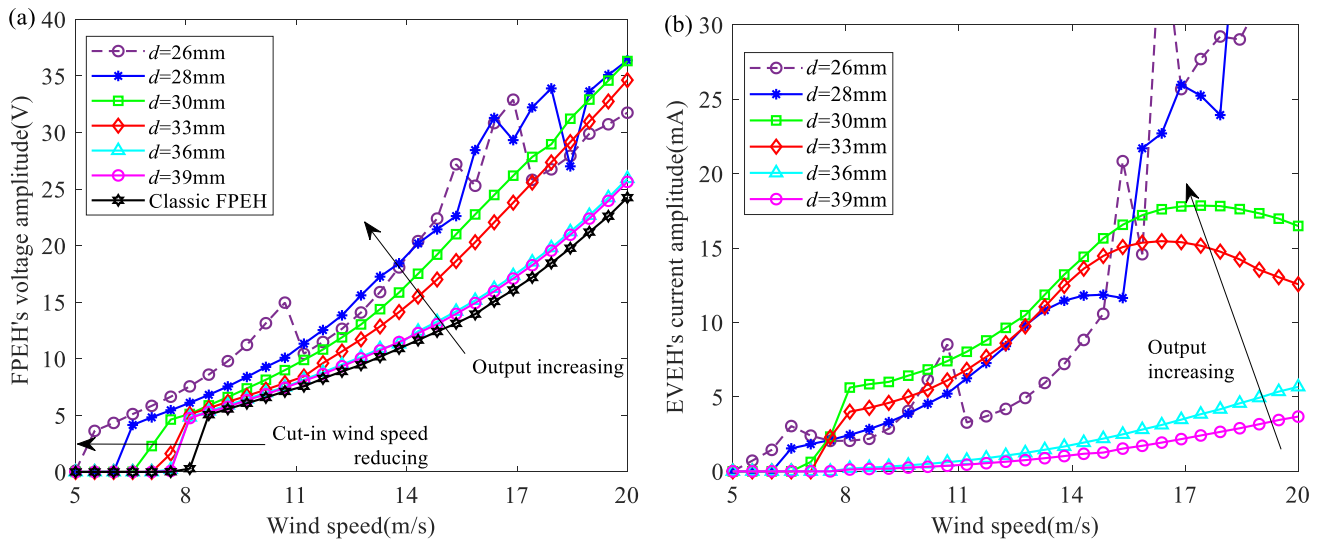 (a)
FPEH's voltage amplitude(V)
40
35
30
25
20
15
10
5
0
d=26mm
d=28mm
d=30mm
d=33mm
d=36mm
d=39mm
Classic FPEH
Output increasing
Cut-in wind speed
reducing
5
8
11
14
17
20
Wind speed(m/s)
(b)
EVEH's current amplitude(mA)
30
25
20
15
10
5
0
d=26mm
d=28mm
d=30mm
d=33mm
d=36mm
d=39mm
Output
increasing
5
8
11
14
17
20
Wind speed(m/s)